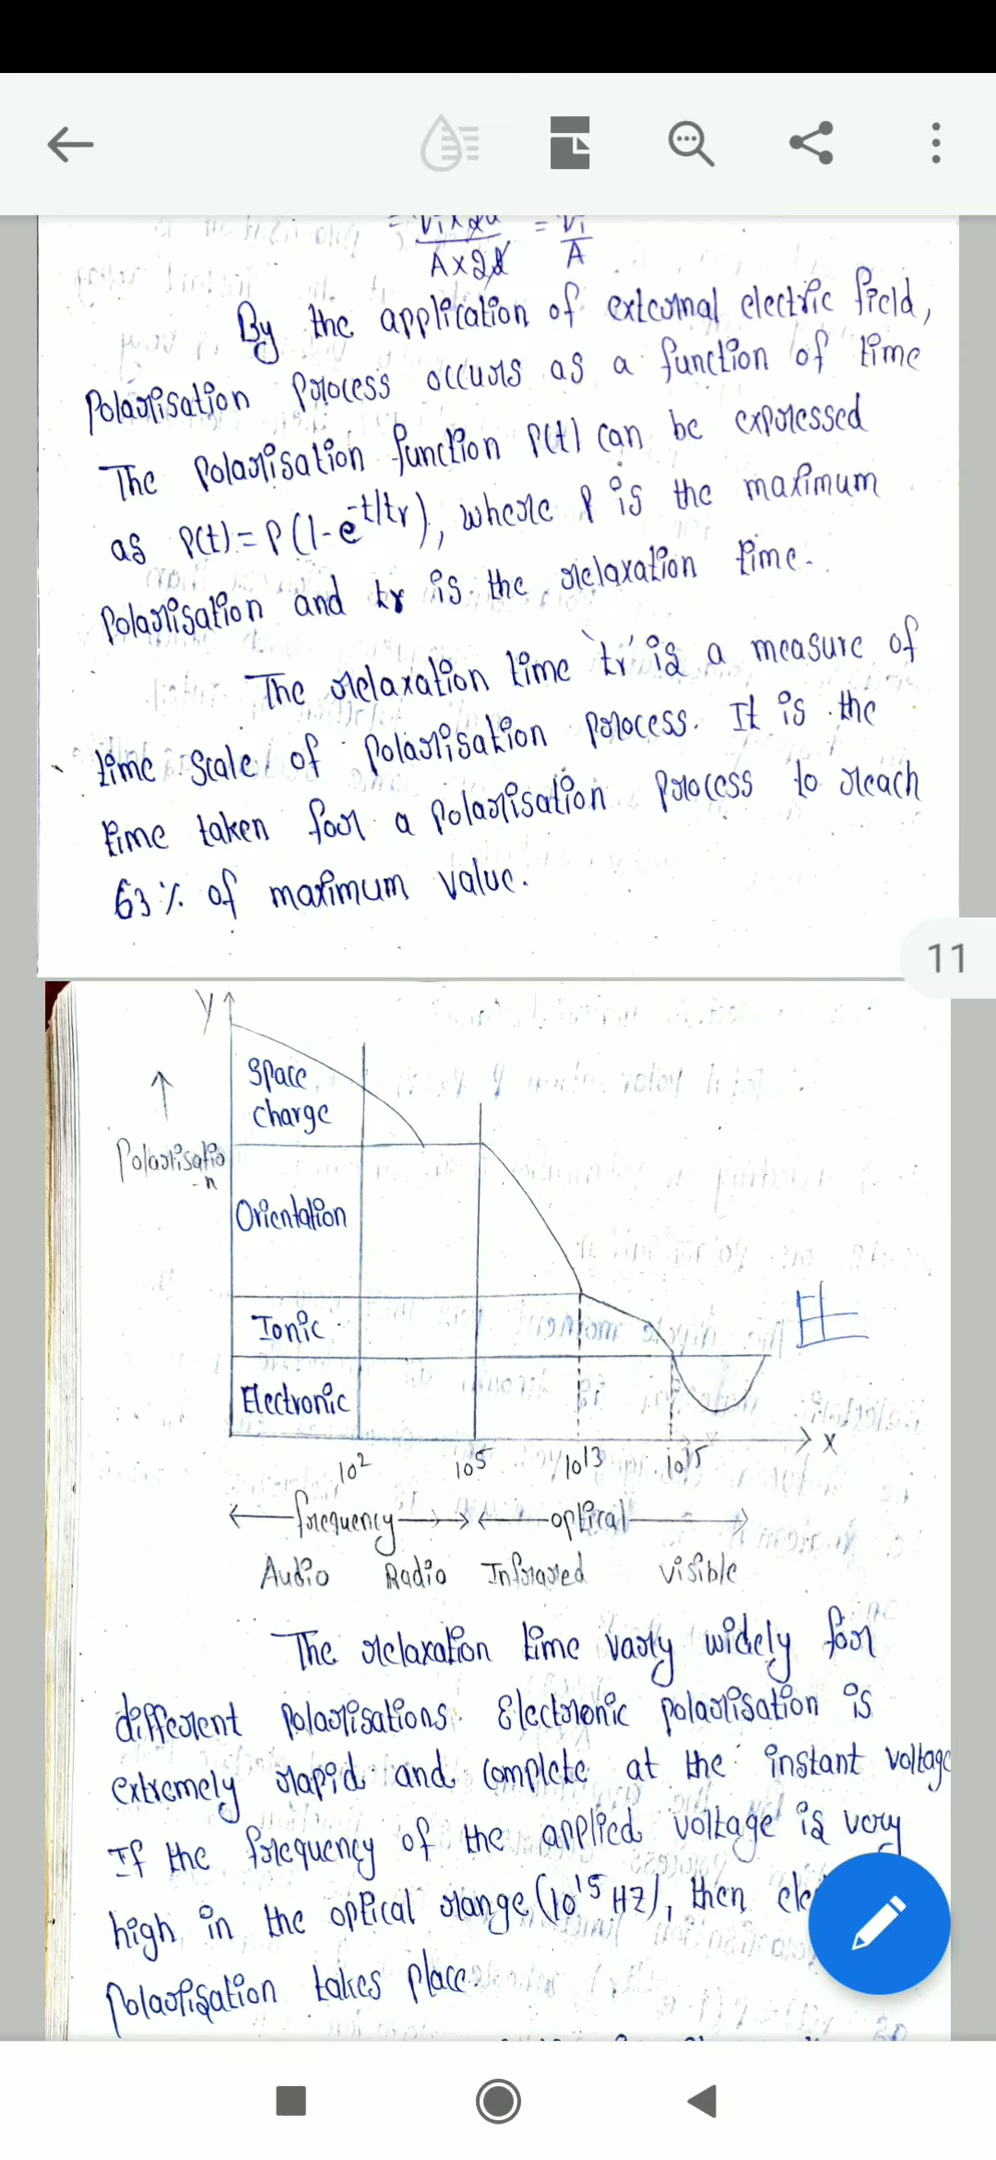 = Vi
A×2d A
By the application of external electric field,
Polarisation Process occurs as a function of time
The Polarisation function P(t) can be expressed
as P(t) = P(1-e^-t/tr), where P is the maximum
Polarisation and tr is the relaxation time.
The relaxation time 'tr' is a measure of
time scale of Polarisation Process. It is the
time taken for a Polarisation Process to reach
63% of maximum value.
11
Y
Space
charge
Polarisatio
-n
Orientation
Ionic
Electronic
X
10² 10⁵ 10¹³ 10¹⁵
frequency optical
Audio Radio Infrared visible
The relaxation time vary widely for
different Polarisations. Electronic polarisation is
extremely rapid and complete at the instant voltage
If the frequency of the applied voltage is very
high in the optical range (10¹⁵ HZ), then
Polarisation takes place.